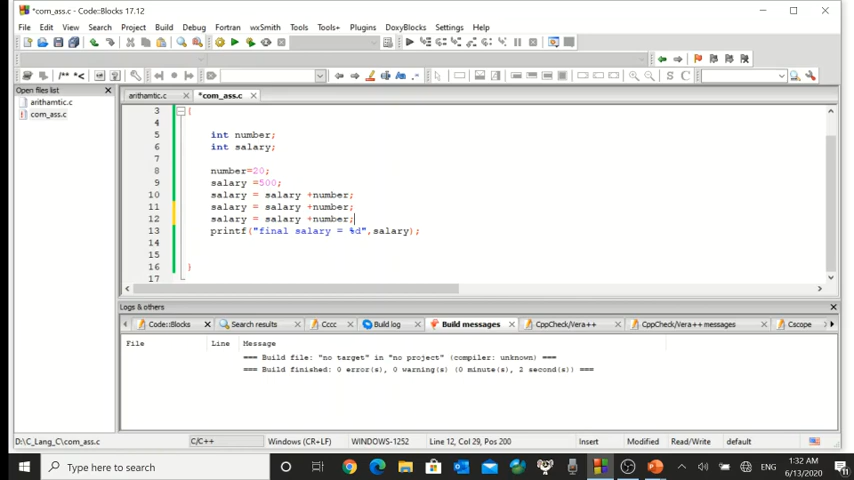 *com_ass.c - Code::Blocks 17.12
File Edit View Search Project Build Debug Fortran wxSmith Tools Tools+ Plugins DoxyBlocks Settings Help
/** *<
S C
Open files list
arithamtic.c
com_ass.c
arithamtic.c *com_ass.c
3 {
4
5 int number;
6 int salary;
7
8 number=20;
9 salary =500;
10 salary = salary +number;
11 salary = salary +number;
12 salary = salary +number;
13 printf("final salary = %d",salary);
14
15
16 }
17
Logs & others
Code::Blocks Search results Cccc Build log Build messages CppCheck/Vera++ CppCheck/Vera++ messages Cscope
File Line Message
=== Build file: "no target" in "no project" (compiler: unknown) ===
=== Build finished: 0 error(s), 0 warning(s) (0 minute(s), 2 second(s)) ===
D:\C_Lang_C\com_ass.c C/C++ Windows (CR+LF) WINDOWS-1252 Line 12, Col 29, Pos 200 Insert Modified Read/Write default
Type here to search
ENG
1:32 AM
6/13/2020